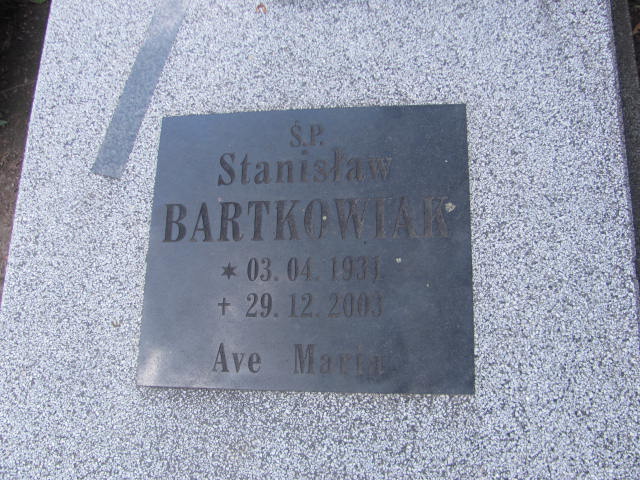 Ś.P.
Stanisław
BARTKOWIAK
* 03. 04. 1931.
+ 29. 12. 2003
Ave Maria